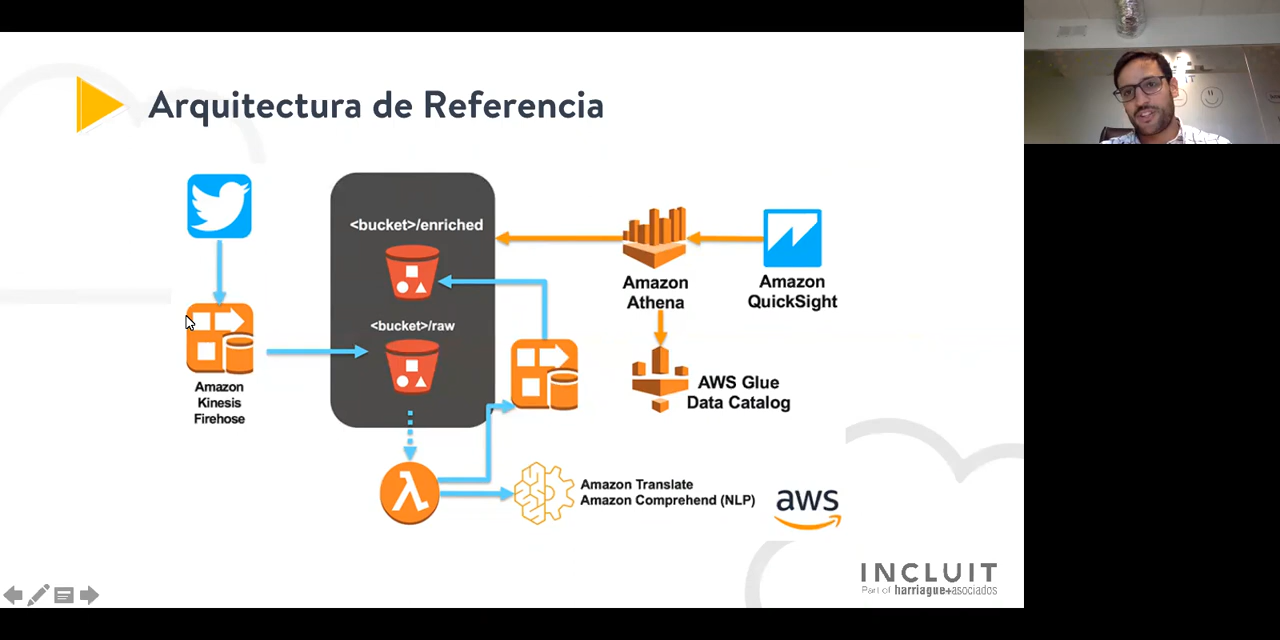 Arquitectura de Referencia
<bucket>/enriched
<bucket>/raw
Amazon
Kinesis
Firehose
Amazon
Athena
Amazon
QuickSight
AWS Glue
Data Catalog
λ
Amazon Translate
Amazon Comprehend (NLP)
aws
INCLUIT
Part of harriague+asociados